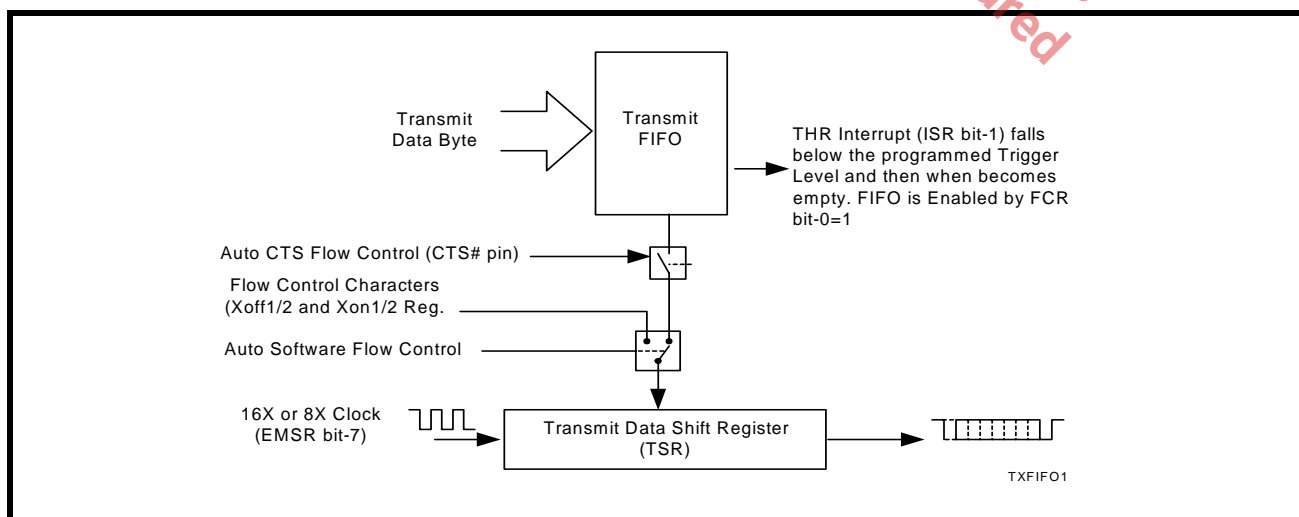 ured
Transmit
Data Byte
Transmit
FIFO
THR Interrupt (ISR bit-1) falls
below the programmed Trigger
Level and then when becomes
empty. FIFO is Enabled by FCR
bit-0=1
Auto CTS Flow Control (CTS# pin)
Flow Control Characters
(Xoff1/2 and Xon1/2 Reg.
Auto Software Flow Control
16X or 8X Clock
(EMSR bit-7)
Transmit Data Shift Register
(TSR)
TXFIFO1